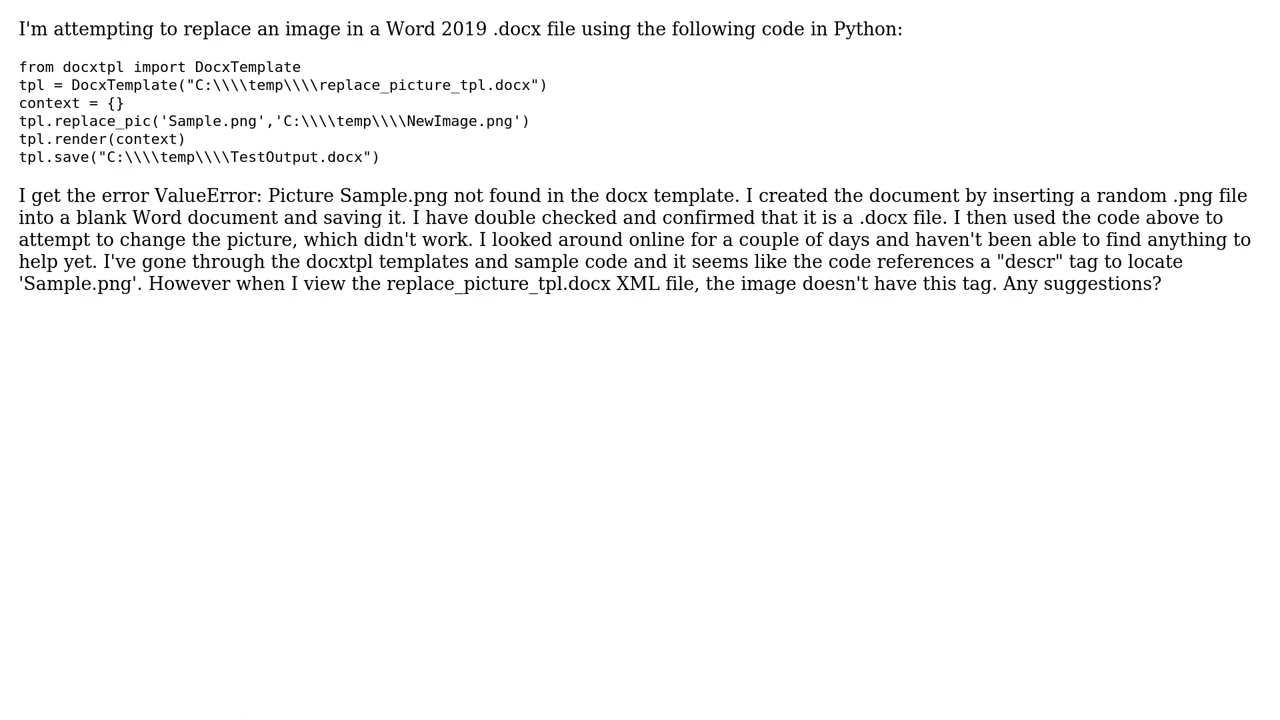 I'm attempting to replace an image in a Word 2019 .docx file using the following code in Python:
from docxtpl import DocxTemplate
tpl = DocxTemplate("C:\\\\temp\\\\replace_picture_tpl.docx")
context = {}
tpl.replace_pic('Sample.png','C:\\\\temp\\\\NewImage.png')
tpl.render(context)
tpl.save("C:\\\\temp\\\\TestOutput.docx")
I get the error ValueError: Picture Sample.png not found in the docx template. I created the document by inserting a random .png file
into a blank Word document and saving it. I have double checked and confirmed that it is a .docx file. I then used the code above to
attempt to change the picture, which didn't work. I looked around online for a couple of days and haven't been able to find anything to
help yet. I've gone through the docxtpl templates and sample code and it seems like the code references a "descr" tag to locate
'Sample.png'. However when I view the replace_picture_tpl.docx XML file, the image doesn't have this tag. Any suggestions?